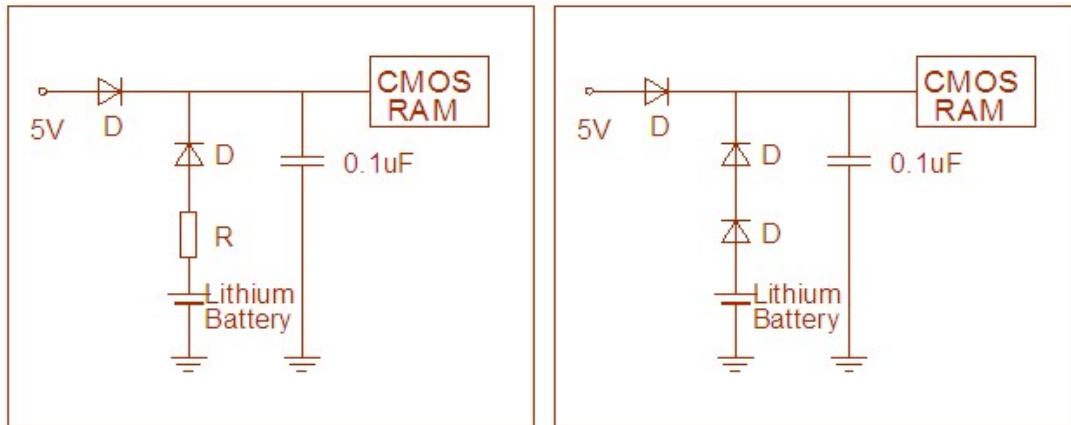 CMOS
RAM
5V
D
D
0.1uF
R
Lithium
Battery
CMOS
RAM
5V
D
D
0.1uF
D
Lithium
Battery